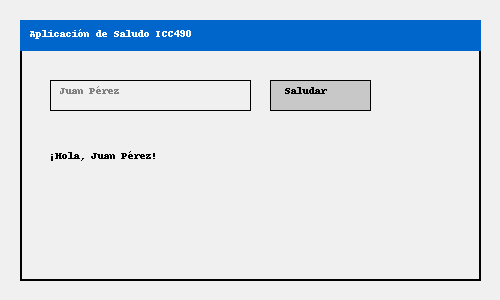 Aplicación de Saludo ICC490
Juan Pérez
Saludar
¡Hola, Juan Pérez!